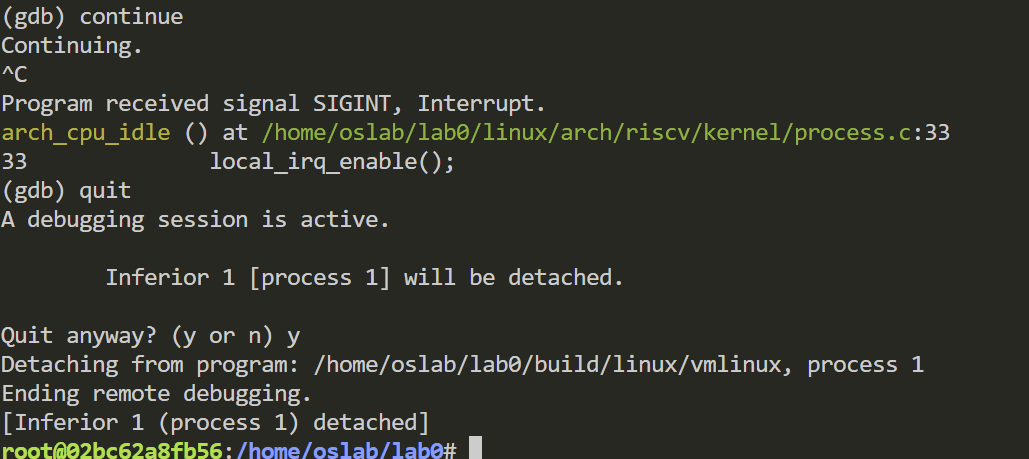 (gdb) continue
Continuing.
^C
Program received signal SIGINT, Interrupt.
arch_cpu_idle () at /home/oslab/lab0/linux/arch/riscv/kernel/process.c:33
33              local_irq_enable();
(gdb) quit
A debugging session is active.

        Inferior 1 [process 1] will be detached.

Quit anyway? (y or n) y
Detaching from program: /home/oslab/lab0/build/linux/vmlinux, process 1
Ending remote debugging.
[Inferior 1 (process 1) detached]
root@02bc62a8fb56:/home/oslab/lab0#